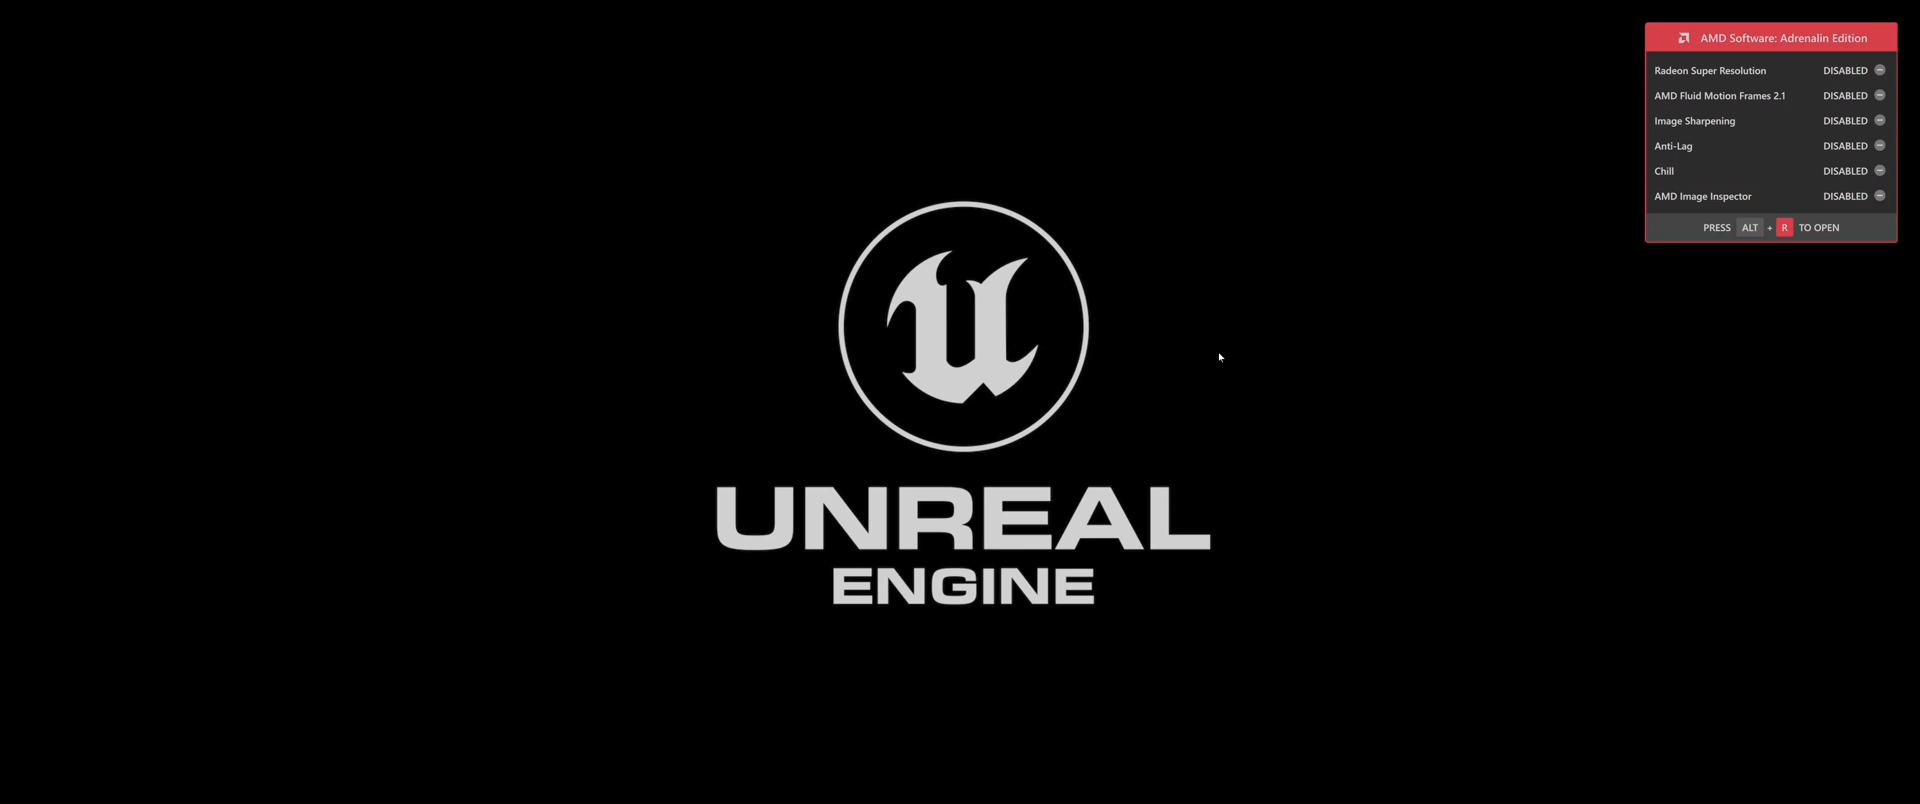 AMD Software: Adrenalin Edition
Radeon Super Resolution DISABLED
AMD Fluid Motion Frames 2.1 DISABLED
Image Sharpening DISABLED
Anti-Lag DISABLED
Chill DISABLED
AMD Image Inspector DISABLED
PRESS ALT + R TO OPEN
UNREAL
ENGINE